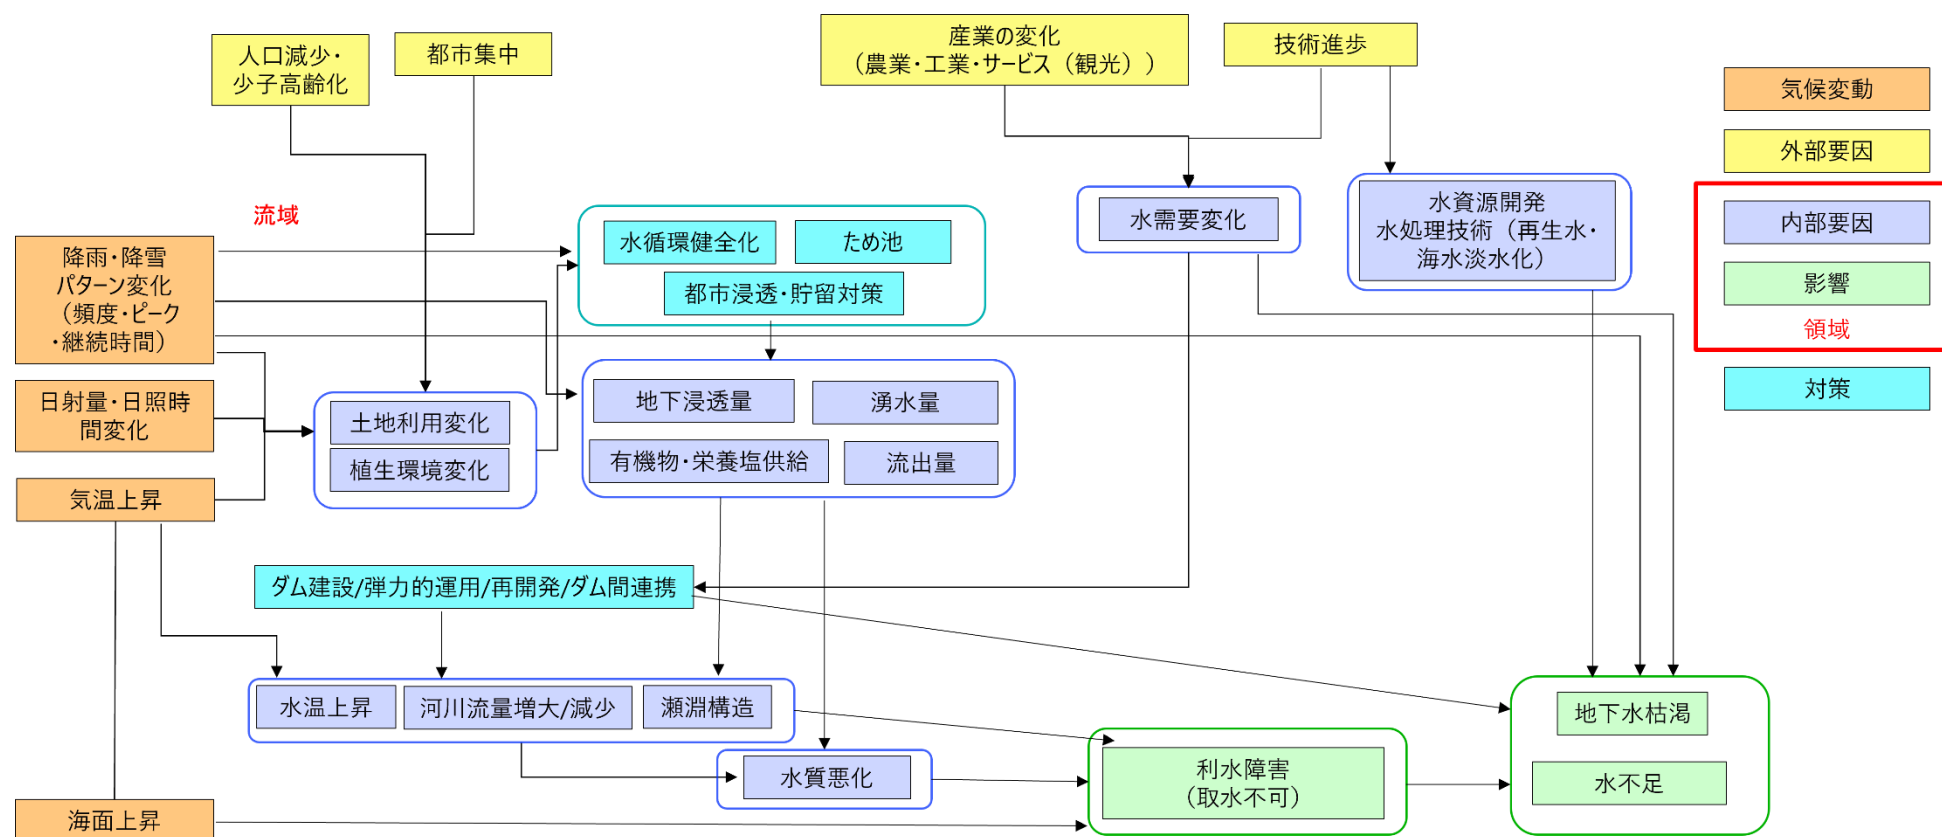 人口減少・
少子高齢化
都市集中
産業の変化
（農業・工業・サービス（観光））
技術進歩
気候変動
外部要因
内部要因
影響
領域
対策
流域
降雨・降雪
パターン変化
（頻度・ピーク
・継続時間）
日射量・日照時
間変化
気温上昇
海面上昇
水循環健全化
ため池
都市浸透・貯留対策
水需要変化
水資源開発
水処理技術（再生水・
海水淡水化）
土地利用変化
植生環境変化
地下浸透量
湧水量
有機物・栄養塩供給
流出量
ダム建設/弾力的運用/再開発/ダム間連携
水温上昇
河川流量増大/減少
瀬淵構造
水質悪化
利水障害
（取水不可）
地下水枯渇
水不足